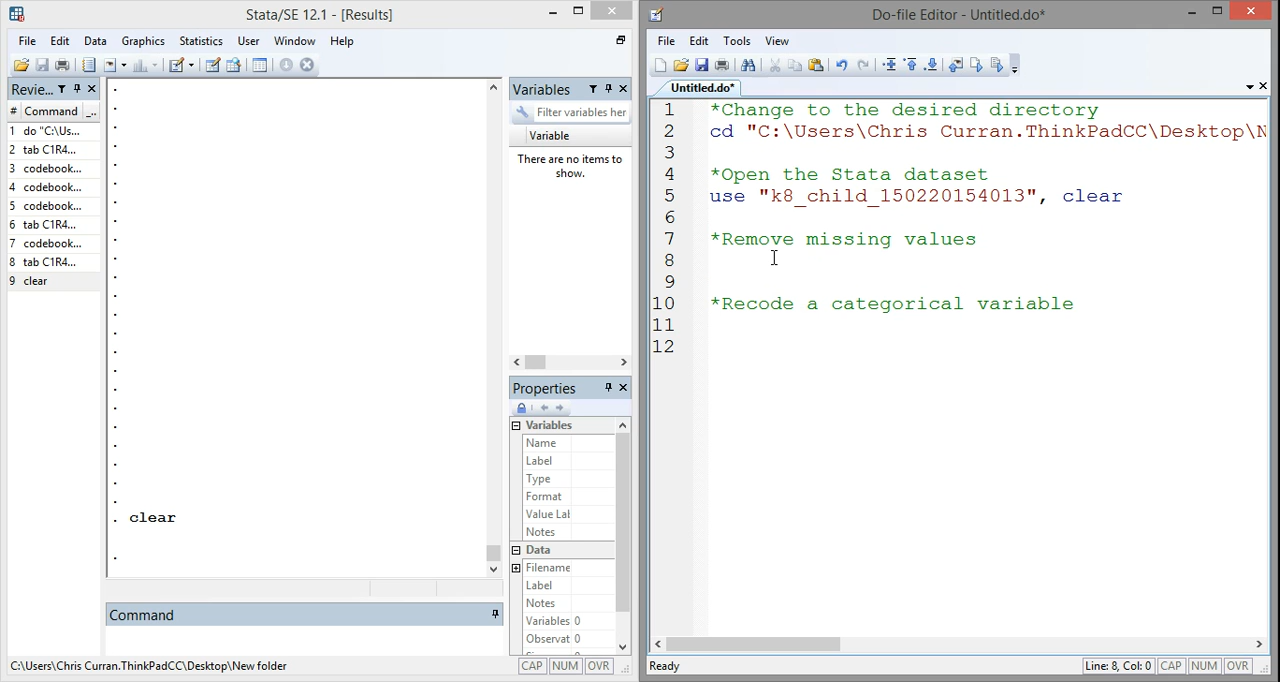 Stata/SE 12.1 - [Results]
File Edit Data Graphics Statistics User Window Help
Revie...
# Command
1 do "C:\Us...
2 tab C1R4...
3 codebook...
4 codebook...
5 codebook...
6 tab C1R4...
7 codebook...
8 tab C1R4...
9 clear
. clear
.
Command
C:\Users\Chris Curran.ThinkPadCC\Desktop\New folder
CAP NUM OVR
Variables
Filter variables her
Variable
There are no items to
show.
Properties
Variables
Name
Label
Type
Format
Value Lal
Notes
Data
Filename
Label
Notes
Variables 0
Observat 0
Do-file Editor - Untitled.do*
File Edit Tools View
Untitled.do*
1 *Change to the desired directory
2 cd "C:\Users\Chris Curran.ThinkPadCC\Desktop\N
3
4 *Open the Stata dataset
5 use "k8_child_150220154013", clear
6
7 *Remove missing values
8
9
10 *Recode a categorical variable
11
12
Ready
Line: 8, Col: 0 CAP NUM OVR